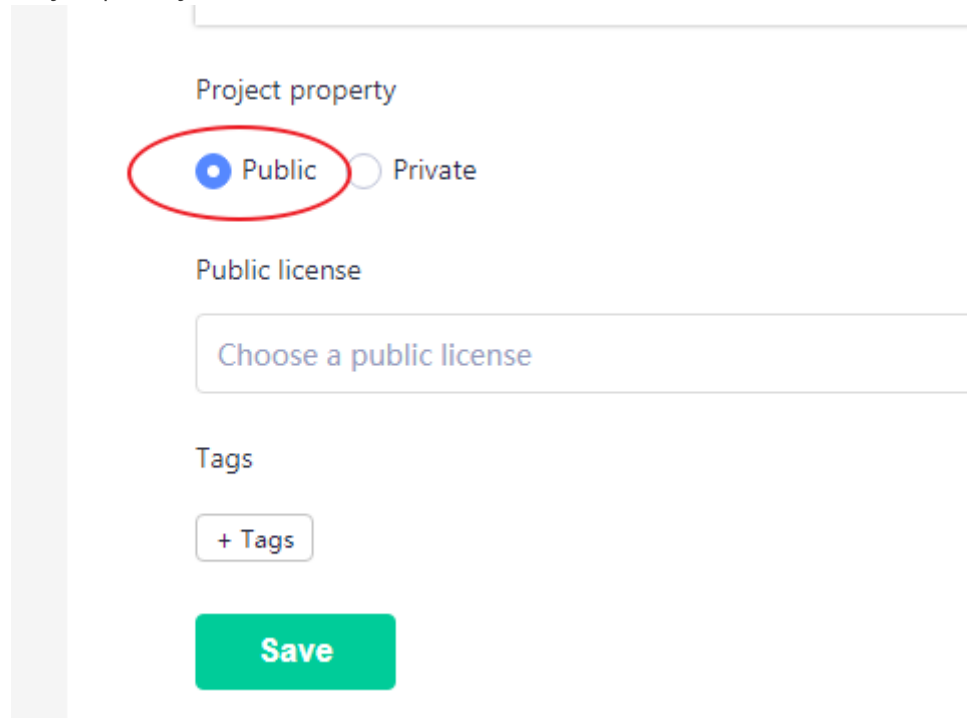 Project property
Public Private
Public license
Choose a public license
Tags
+ Tags
Save